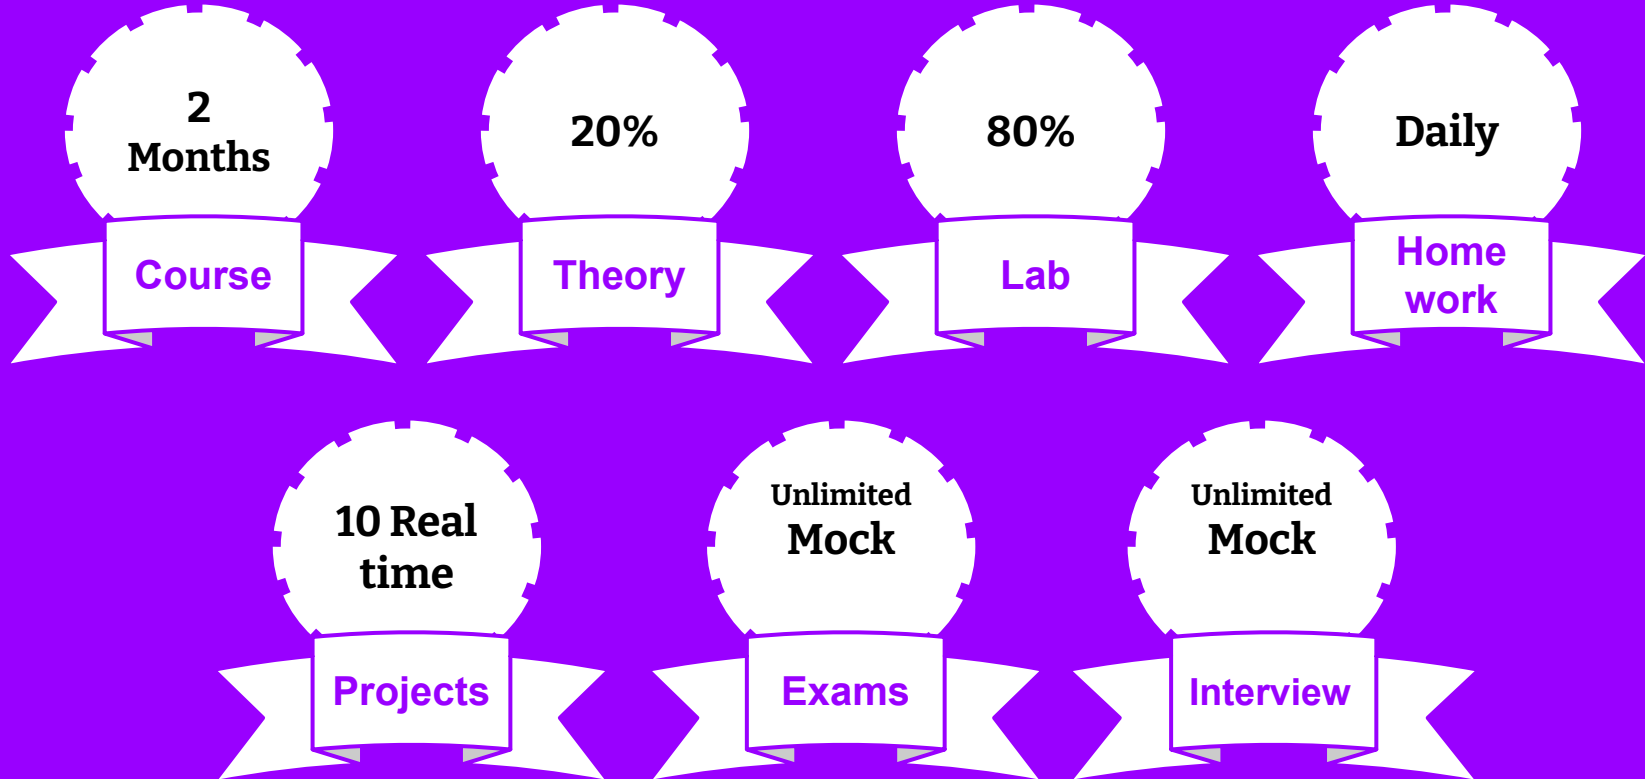 2
Months
Course
20%
Theory
80%
Lab
Daily
Home
work
10 Real
time
Projects
Unlimited
Mock
Exams
Unlimited
Mock
Interview